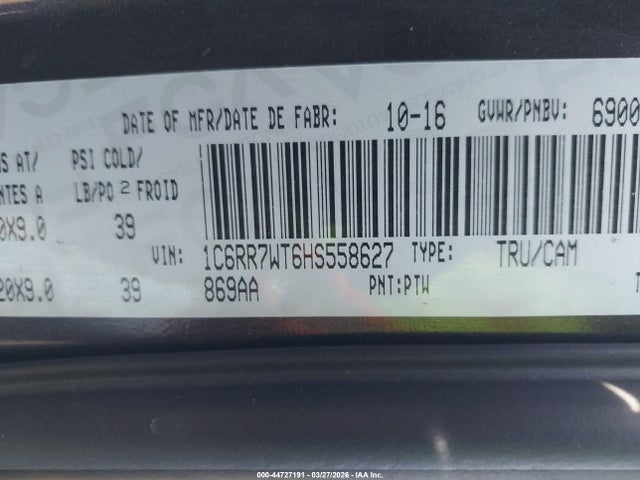 DATE OF MFR/DATE DE FABR: 10-16 GVWR/PNBV: 6900
PSI COLD/
NTES A LB/PO 2 FROID
0X9.0 39
VIN: 1C6RR7WT6HS558627 TYPE: TRU/CAM
20X9.0 39 869AA PNT:PTW
000-44727191 - 03/27/2026 - IAA Inc.